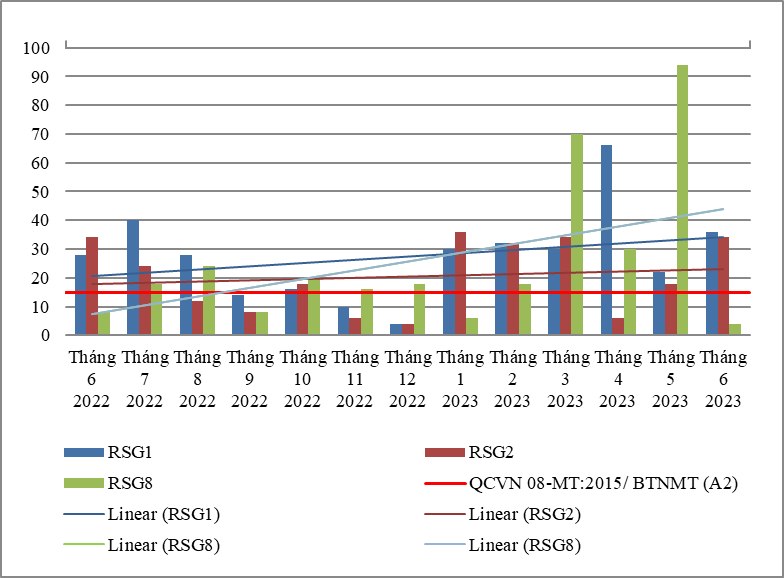 100
90
80
70
60
50
40
30
20
10
0
Tháng Tháng Tháng Tháng Tháng Tháng Tháng Tháng Tháng Tháng Tháng Tháng Tháng
6 7 8 9 10 11 12 1 2 3 4 5 6
2022 2022 2022 2022 2022 2022 2022 2023 2023 2023 2023 2023 2023
RSG1 RSG2
RSG8 QCVN 08-MT:2015/ BTNMT (A2)
Linear (RSG1) Linear (RSG2)
Linear (RSG8) Linear (RSG8)